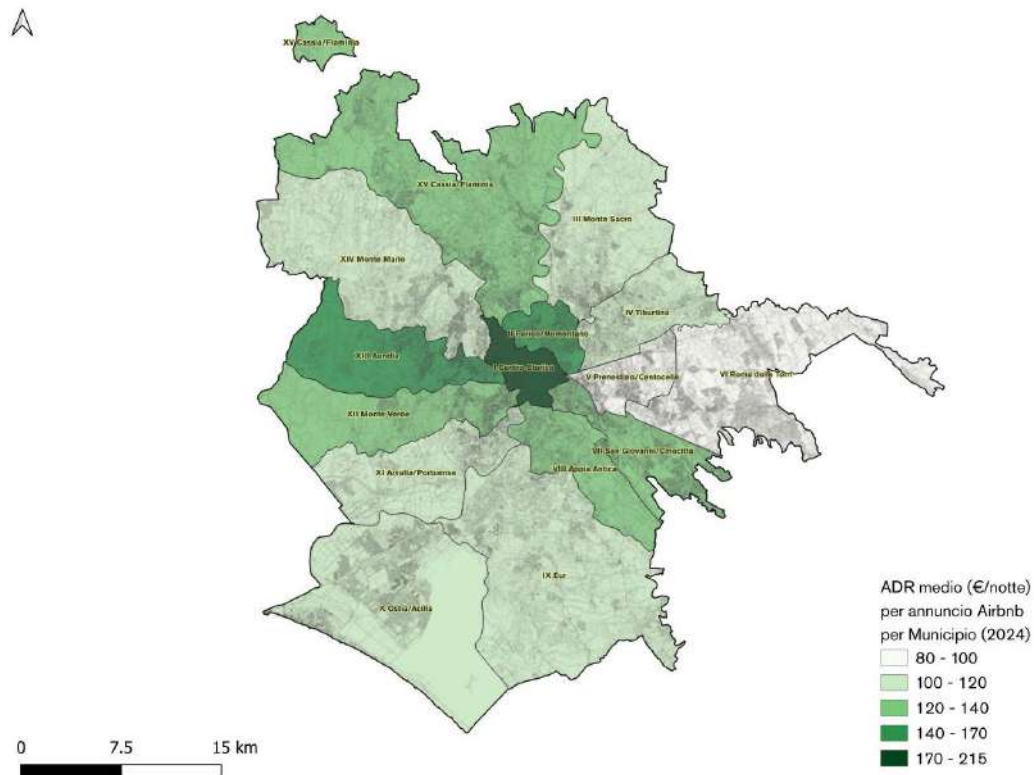 XV Cassia/Flaminia
XV Cassia/Flaminia
III Monte Sacro
XIV Monte Mario
IV Tiburtina
II Parioli/Nomentano
XIII Aurelia
I Centro Storico
V Prenestino/Centocelle
VI Roma delle Torri
XII Monte Verde
VII San Giovanni/Cinecittà
XI Arvalia/Portuense
VIII Appia Antica
IX Eur
X Ostia/Acilia
ADR medio (€/notte)
per annuncio Airbnb
per Municipio (2024)
80 - 100
100 - 120
120 - 140
140 - 170
170 - 215
0 7.5 15 km